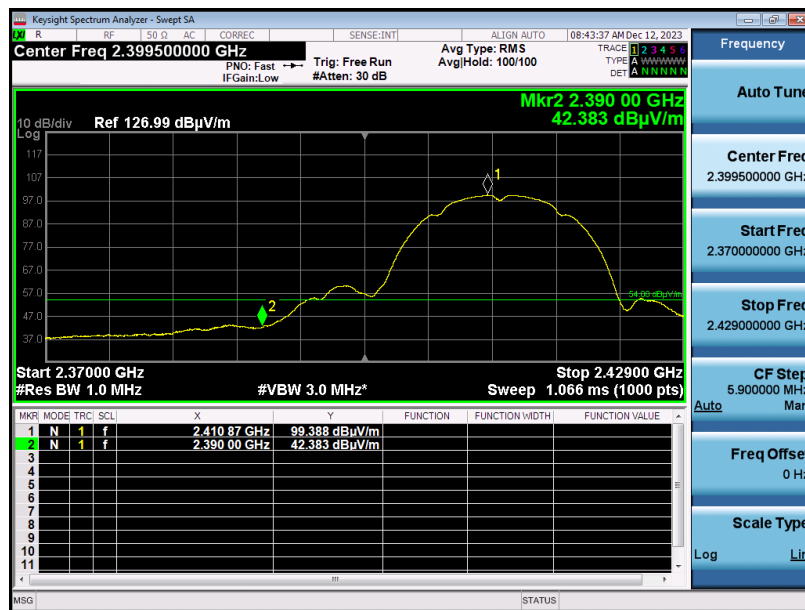 Keysight Spectrum Analyzer - Swept SA
LXI R RF 50 Ω AC CORREC SENSE:INT ALIGN AUTO 08:43:37 AM Dec 12, 2023
Center Freq 2.399500000 GHz
PNO: Fast
IFGain:Low
Trig: Free Run
#Atten: 30 dB
Avg Type: RMS
Avg|Hold: 100/100
TRACE 1 2 3 4 5 6
TYPE A WWWWW
DET A N N N N N
Mkr2 2.390 00 GHz
42.383 dBµV/m
10 dB/div
Log
Ref 126.99 dBµV/m
117
107
97.0
87.0
77.0
67.0
57.0
47.0
37.0
1
2
54.00 dBµV/m
Start 2.37000 GHz
Stop 2.42900 GHz
#Res BW 1.0 MHz #VBW 3.0 MHz* Sweep 1.066 ms (1000 pts)
MKR MODE TRC SCL X Y FUNCTION FUNCTION WIDTH FUNCTION VALUE
1 N 1 f 2.410 87 GHz 99.388 dBµV/m
2 N 1 f 2.390 00 GHz 42.383 dBµV/m
3
4
5
6
7
8
9
10
11
MSG STATUS
Frequency
Auto Tune
Center Freq
2.399500000 GHz
Start Freq
2.370000000 GHz
Stop Freq
2.429000000 GHz
CF Step
5.900000 MHz
Auto Man
Freq Offset
0 Hz
Scale Type
Log Lin